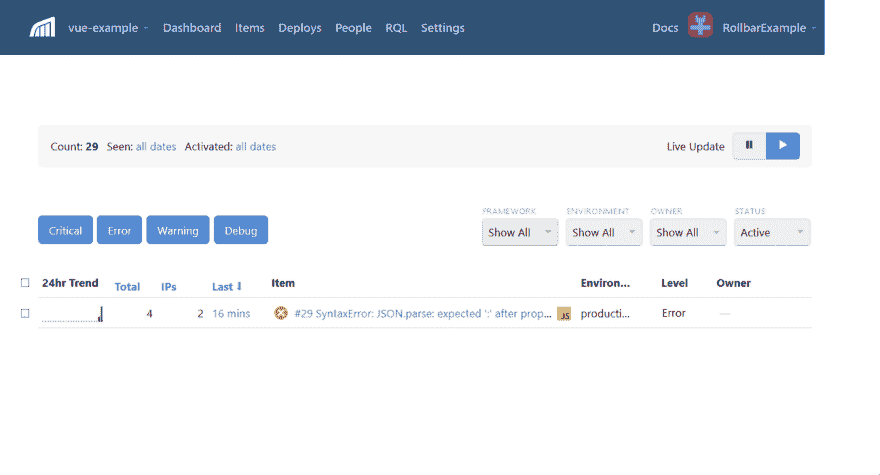 vue-example Dashboard Items Deploys People RQL Settings Docs RollbarExample
Count: 29 Seen: all dates Activated: all dates Live Update
FRAMEWORK ENVIRONMENT OWNER STATUS
Critical Error Warning Debug Show All Show All Show All Active
24hr Trend Total IPs Last Item Environ... Level Owner
4 2 16 mins #29 SyntaxError: JSON.parse: expected ':' after prop... JS producti... Error —